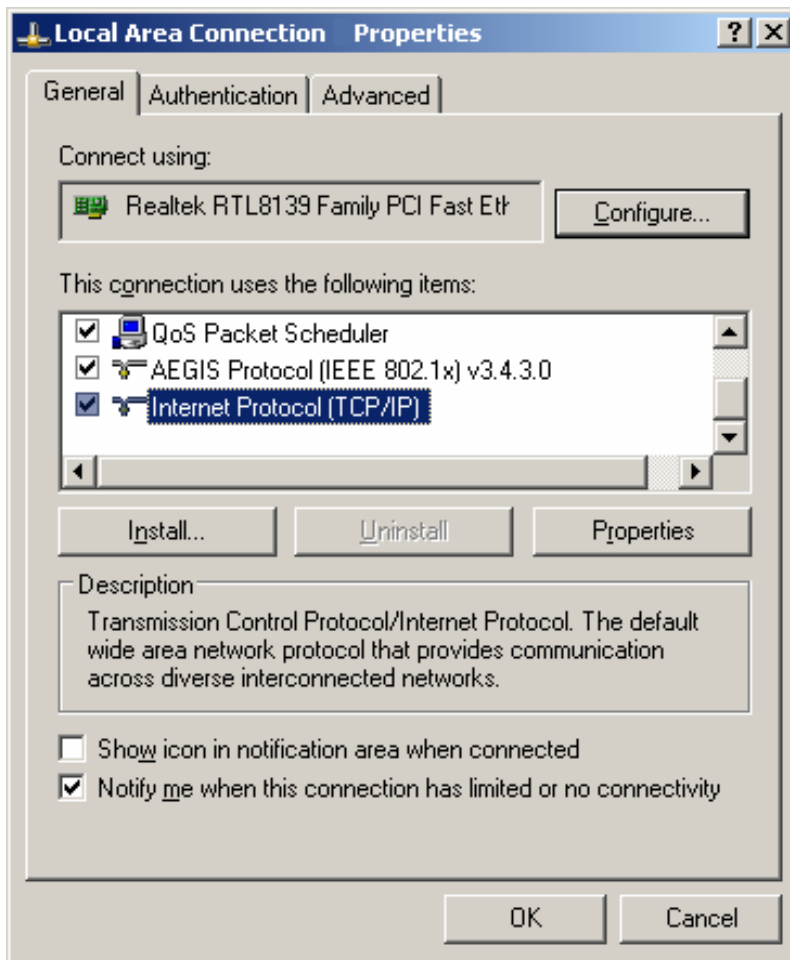 Local Area Connection Properties
General Authentication Advanced
Connect using:
Realtek RTL8139 Family PCI Fast Eth
Configure...
This connection uses the following items:
QoS Packet Scheduler
AEGIS Protocol (IEEE 802.1x) v3.4.3.0
Internet Protocol (TCP/IP)
Install... Uninstall Properties
Description
Transmission Control Protocol/Internet Protocol. The default
wide area network protocol that provides communication
across diverse interconnected networks.
Show icon in notification area when connected
Notify me when this connection has limited or no connectivity
OK Cancel